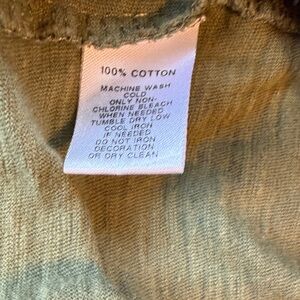 100% COTTON
MACHINE WASH
COLD
ONLY NON-
CHLORINE BLEACH
WHEN NEEDED
TUMBLE DRY LOW
COOL IRON
IF NEEDED
DO NOT IRON
DECORATION
OR DRY CLEAN